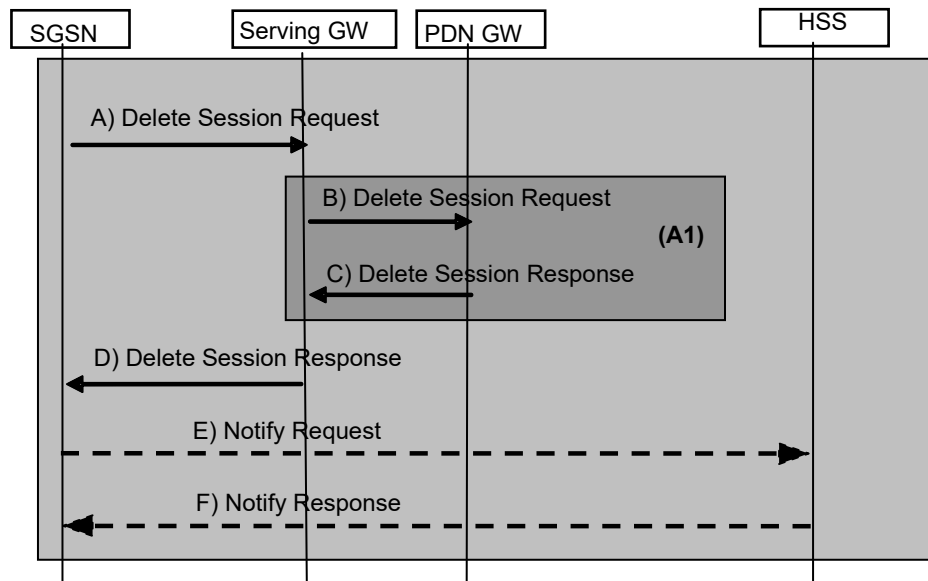 SGSN
Serving GW
PDN GW
HSS
A) Delete Session Request
B) Delete Session Request
(A1)
C) Delete Session Response
D) Delete Session Response
E) Notify Request
F) Notify Response